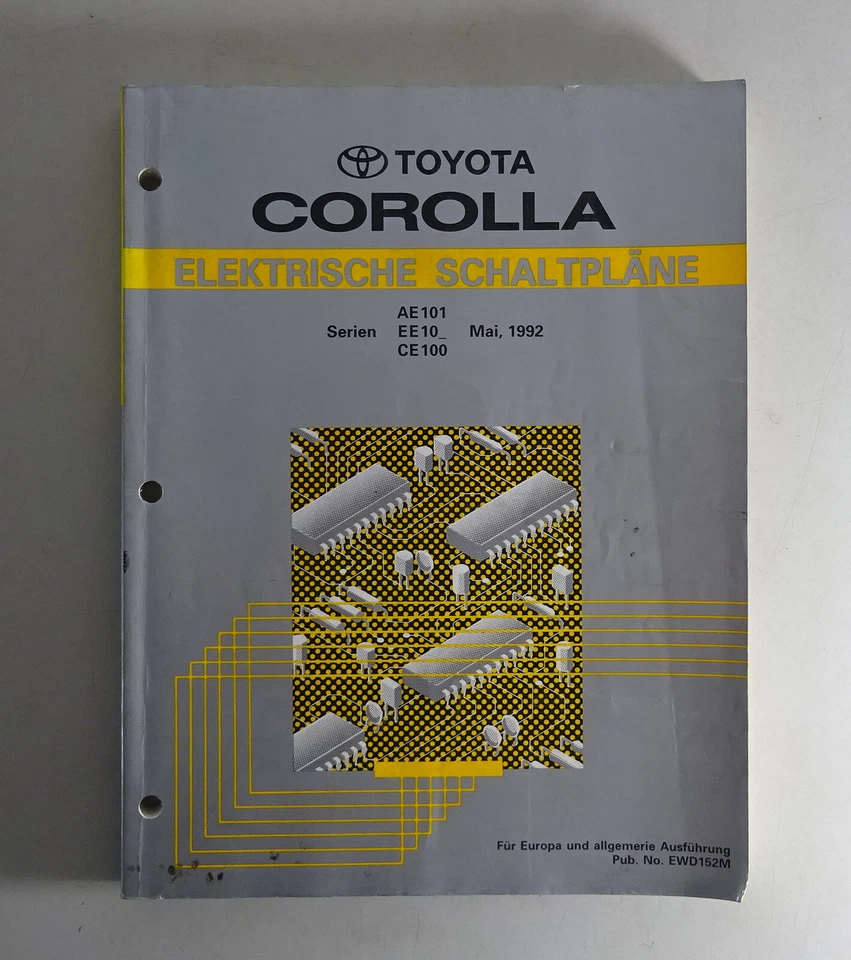 TOYOTA
COROLLA
ELEKTRISCHE SCHALTPLÄNE
AE101
Serien EE10_ Mai, 1992
CE100
Für Europa und allgemerie Ausführung
Pub. No. EWD152M